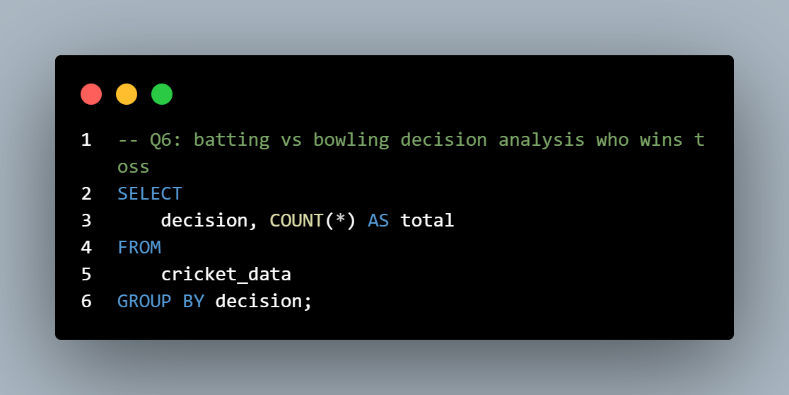 1 -- Q6: batting vs bowling decision analysis who wins t
oss
2 SELECT
3     decision, COUNT(*) AS total
4 FROM
5     cricket_data
6 GROUP BY decision;